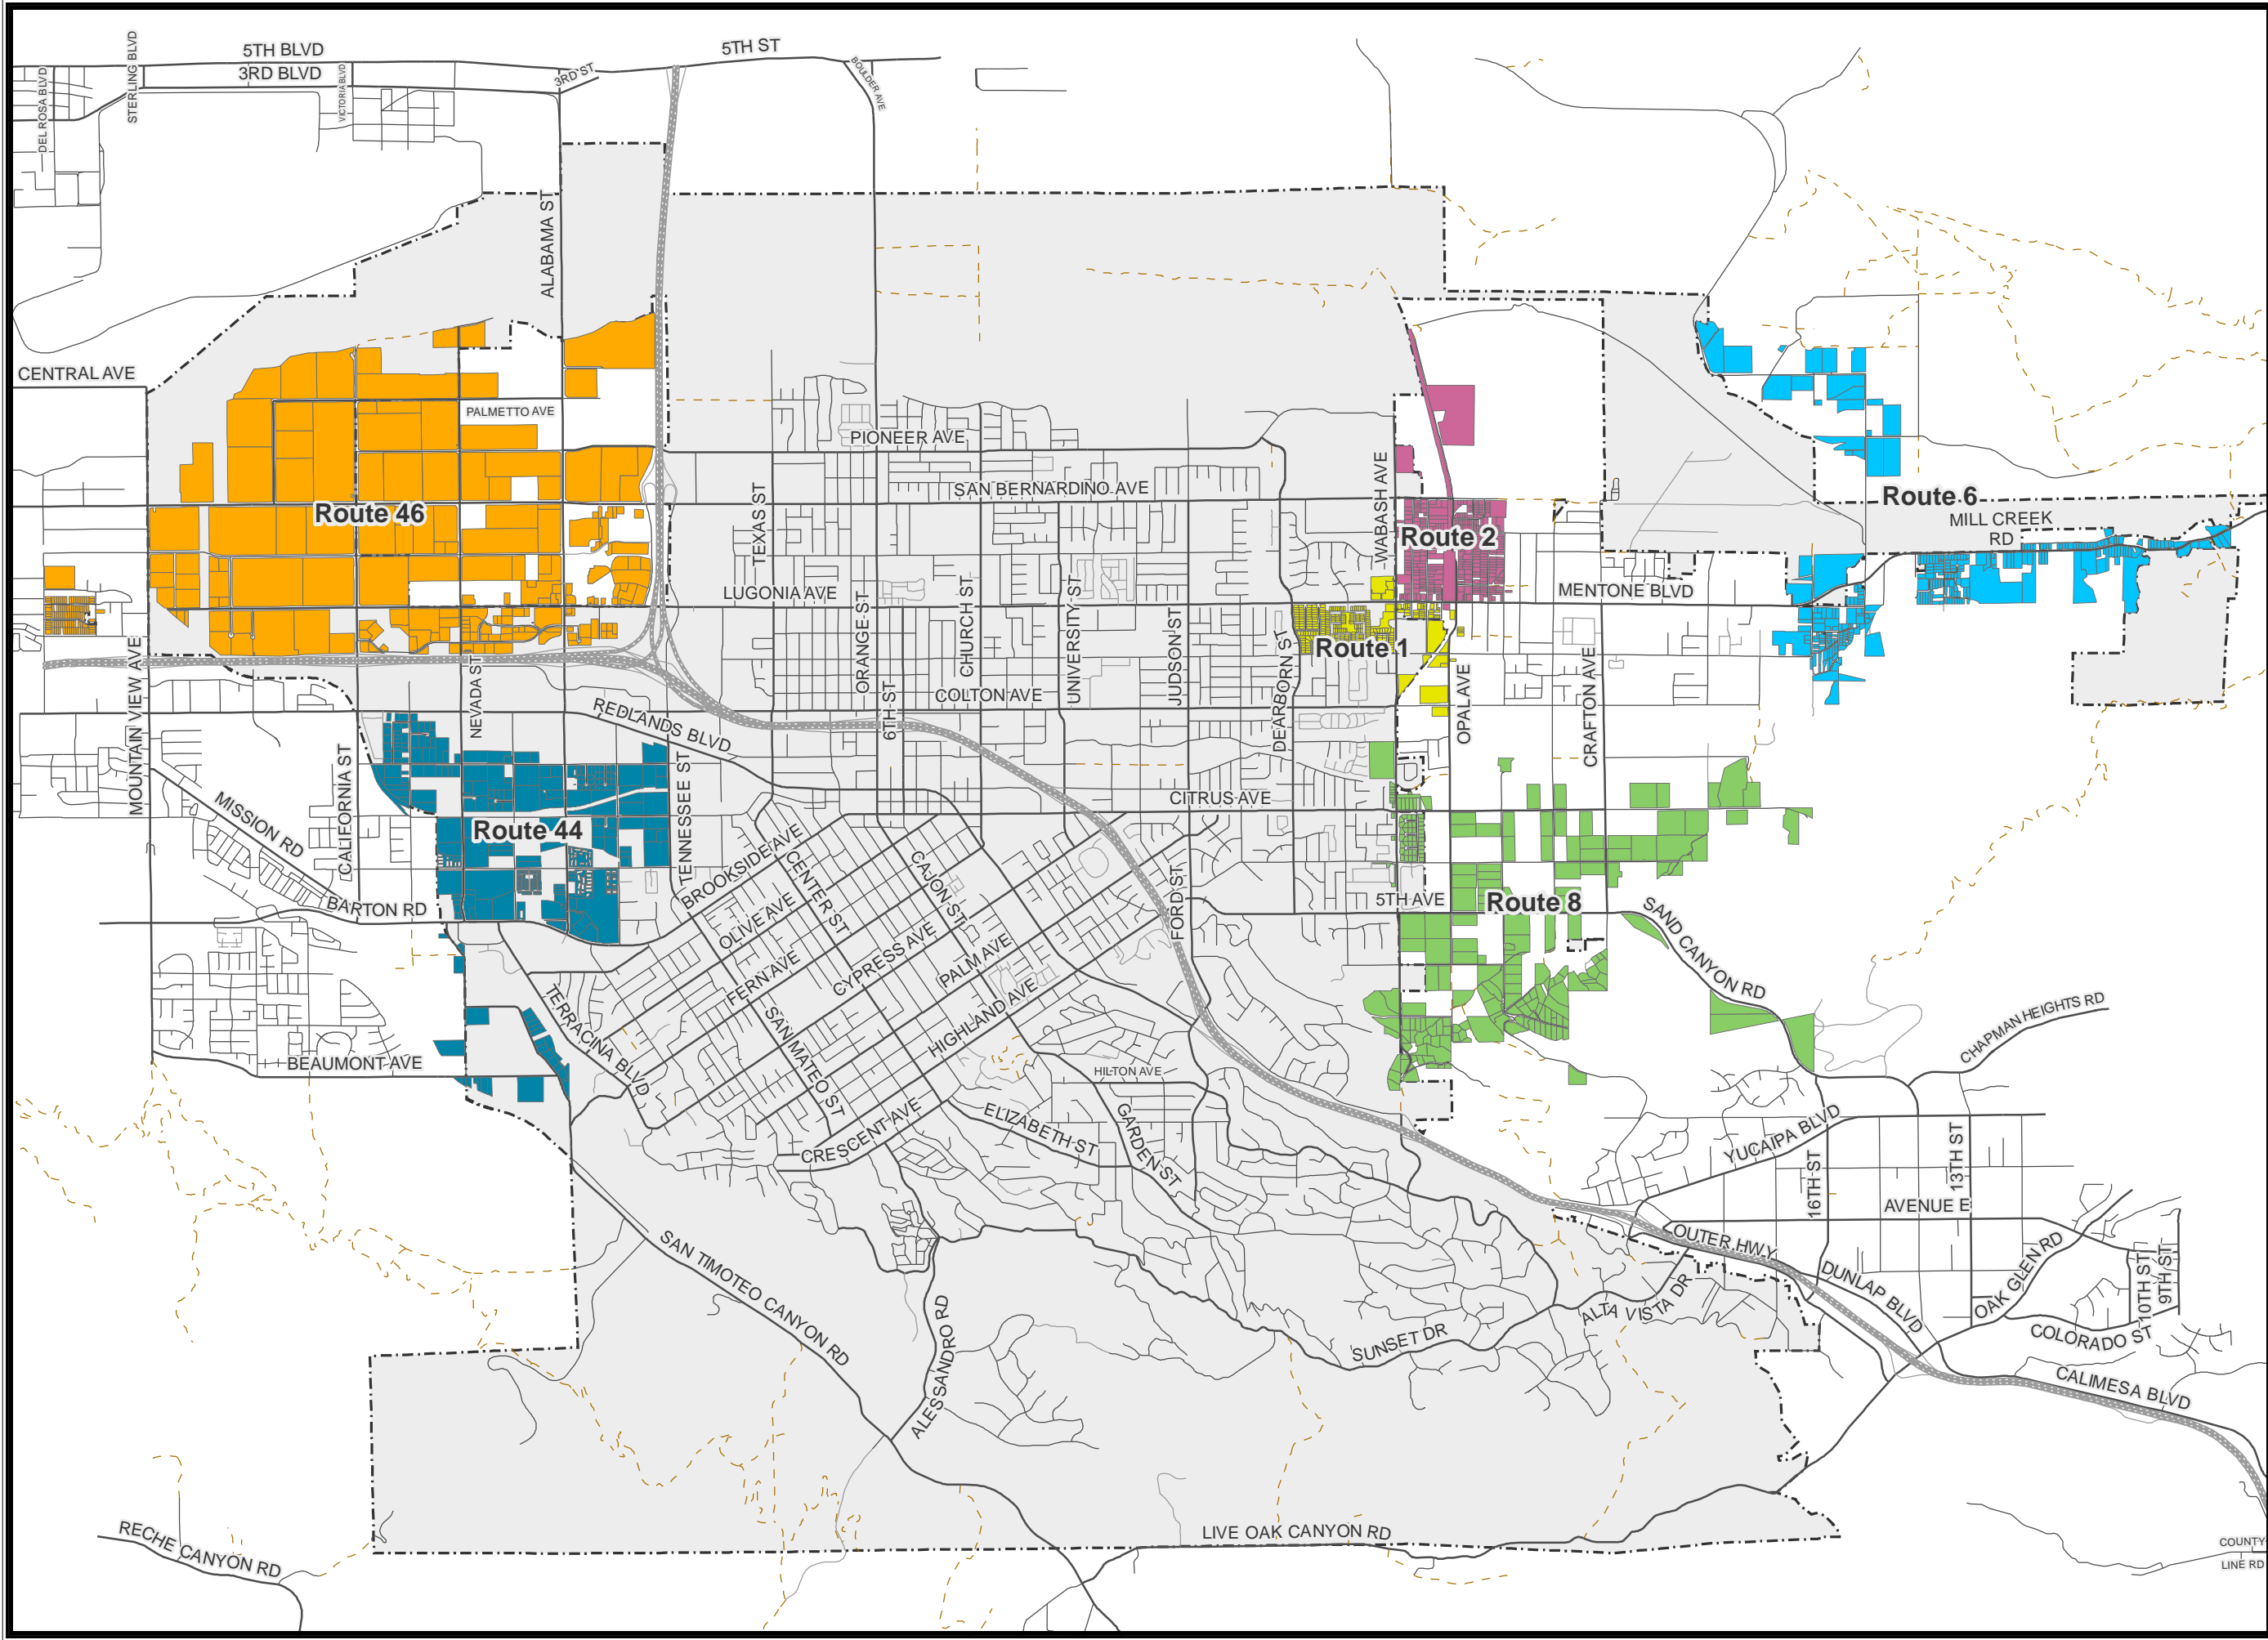 5TH BLVD
5TH ST
3RD BLVD
3RD ST
BOULDER AVE
STERLING BLVD
DEL ROSA BLVD
VICTORIA BLVD
ALABAMA ST
CENTRAL AVE
PALMETTO AVE
PIONEER AVE
SAN BERNARDINO AVE
WABASH AVE
TEXAS ST
Route 46
Route 6
MILL CREEK
RD
Route 2
LUGONIA AVE
MENTONE BLVD
ORANGE ST
CHURCH ST
UNIVERSITY ST
JUDSON ST
DEARBORN ST
Route 1
MOUNTAIN VIEW AVE
NEVADA ST
6TH ST
COLTON AVE
OPAL AVE
CRAFTON AVE
REDLANDS BLVD
CALIFORNIA ST
TENNESSEE ST
MISSION RD
CITRUS AVE
Route 44
BROOKSIDE AVE
CENTER ST
CAJON ST
BARTON RD
OLIVE AVE
FERN AVE
CYPRESS AVE
PALM AVE
FORD ST
5TH AVE
Route 8
SAND CANYON RD
TERRACINA BLVD
SAN MATEO ST
HIGHLAND AVE
CHAPMAN HEIGHTS RD
BEAUMONT AVE
HILTON AVE
CRESCENT AVE
ELIZABETH ST
GARDEN ST
YUCAIPA BLVD
16TH ST
13TH ST
AVENUE E
SAN TIMOTEO CANYON RD
OUTER HWY
DUNLAP BLVD
OAK GLEN RD
10TH ST
9TH ST
ALESSANDRO RD
SUNSET DR
ALTA VISTA DR
COLORADO ST
CALIMESA BLVD
RECHE CANYON RD
LIVE OAK CANYON RD
COUNTY
LINE RD